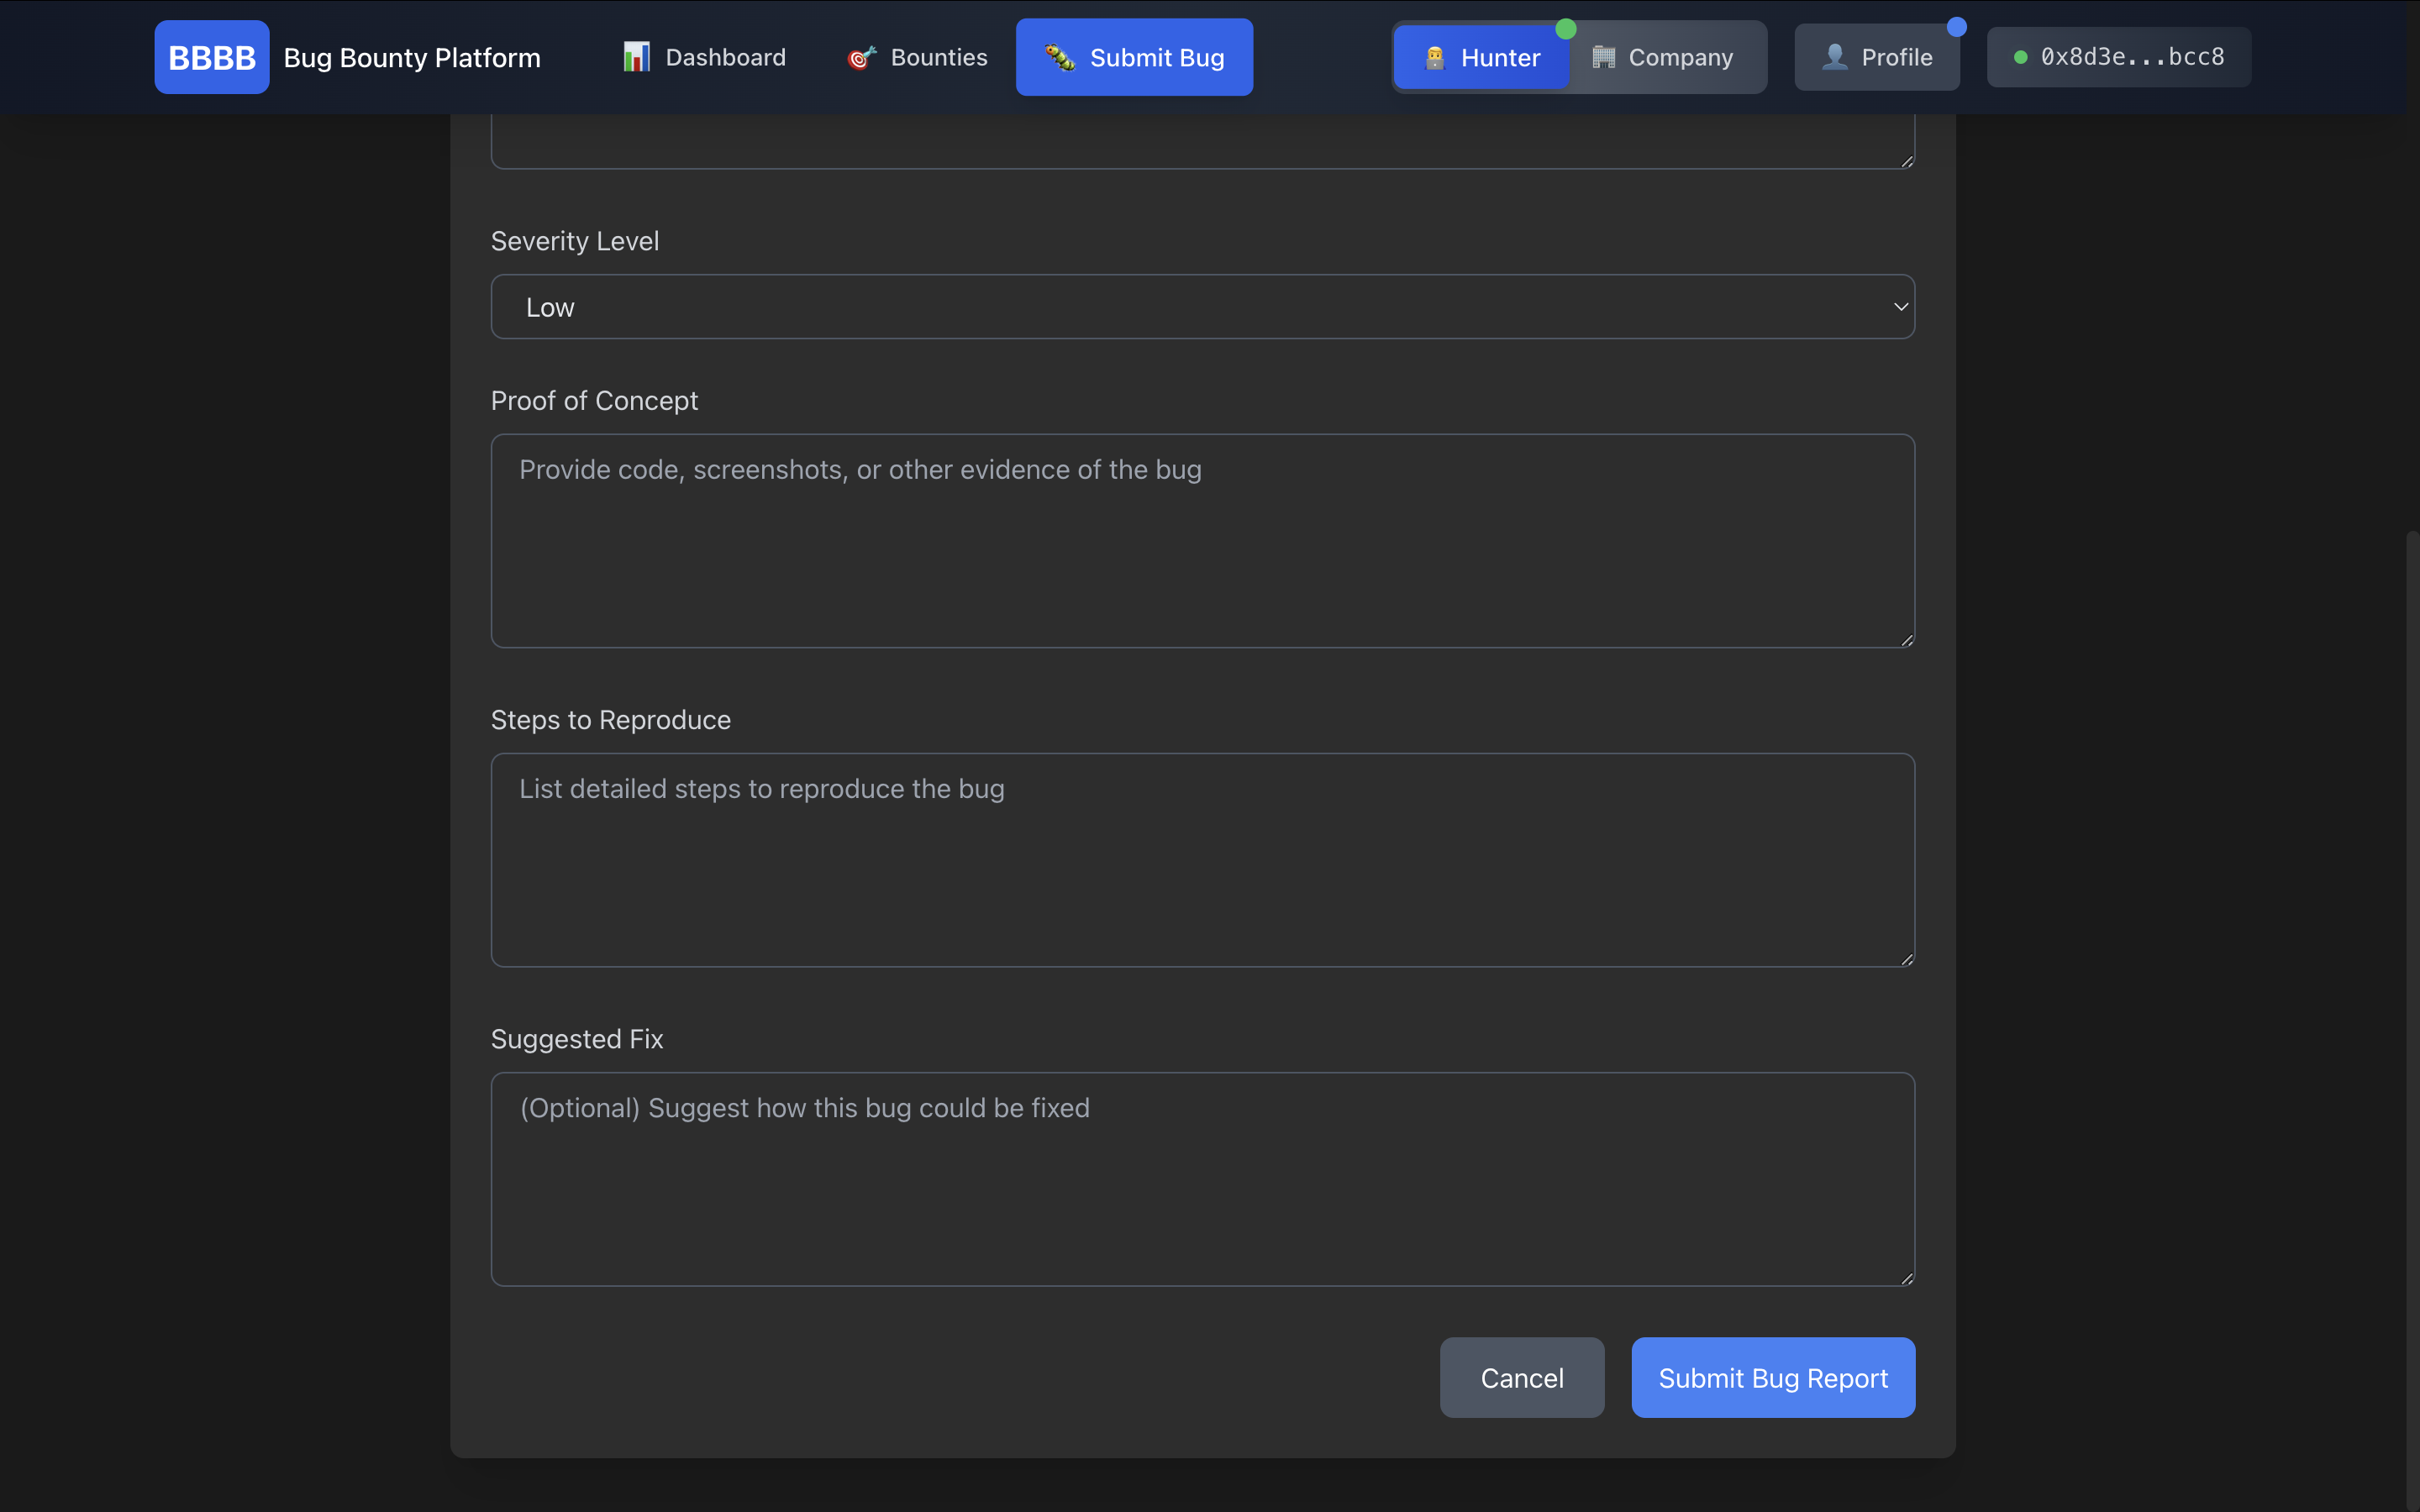 BBBB Bug Bounty Platform Dashboard Bounties Submit Bug Hunter Company Profile 0x8d3e...bcc8
Severity Level
Low
Proof of Concept
Provide code, screenshots, or other evidence of the bug
Steps to Reproduce
List detailed steps to reproduce the bug
Suggested Fix
(Optional) Suggest how this bug could be fixed
Cancel Submit Bug Report